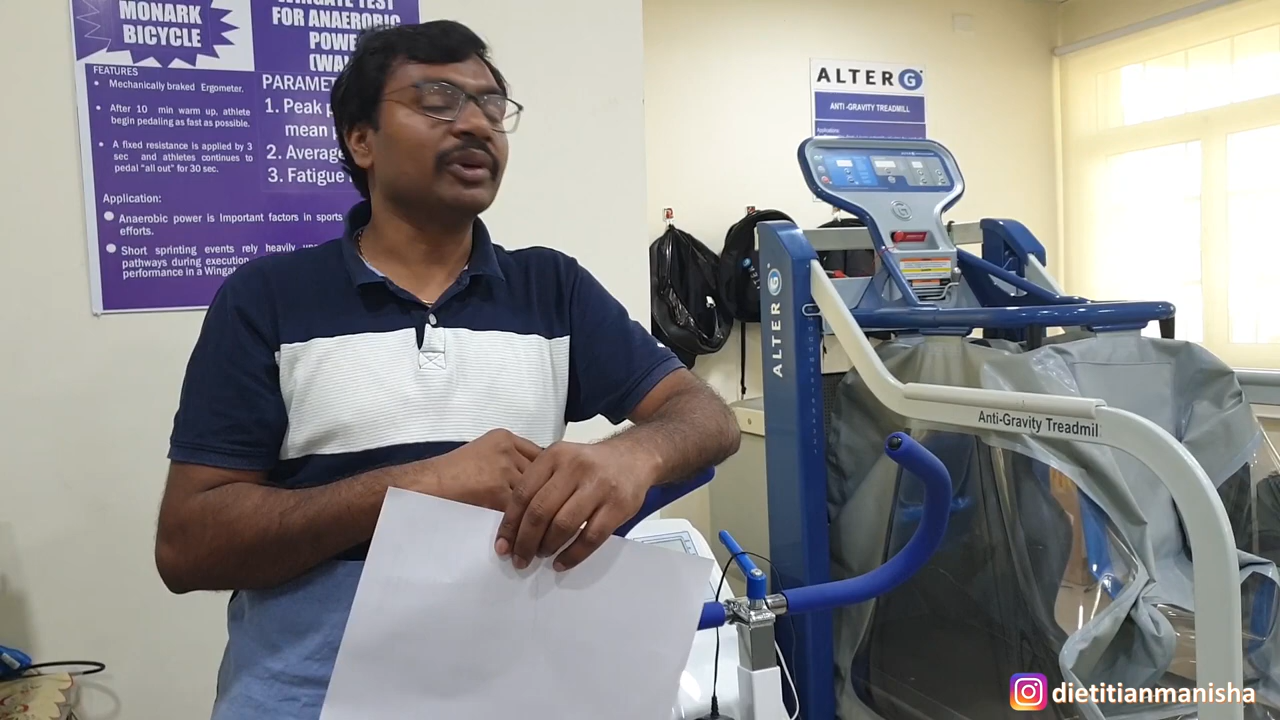 MONARK
BICYCLE
FEATURES
• Mechanically braked Ergometer.
• After 10 min warm up, athlete
begin pedaling as fast as possible.
• A fixed resistance is applied by 3
sec and athletes continues to
pedal "all out" for 30 sec.
Application:
Anaerobic power is Important factors in sports
efforts.
Short sprinting events rely heavily
pathways during execution
performance in a
WINGATE TEST
FOR ANAEROBIC
1. Peak
mean
2. Average
3. Fatigue
ALTER G
ANTI -GRAVITY TREADMILL
ALTER G
Anti-Gravity Treadmil
dietitianmanisha